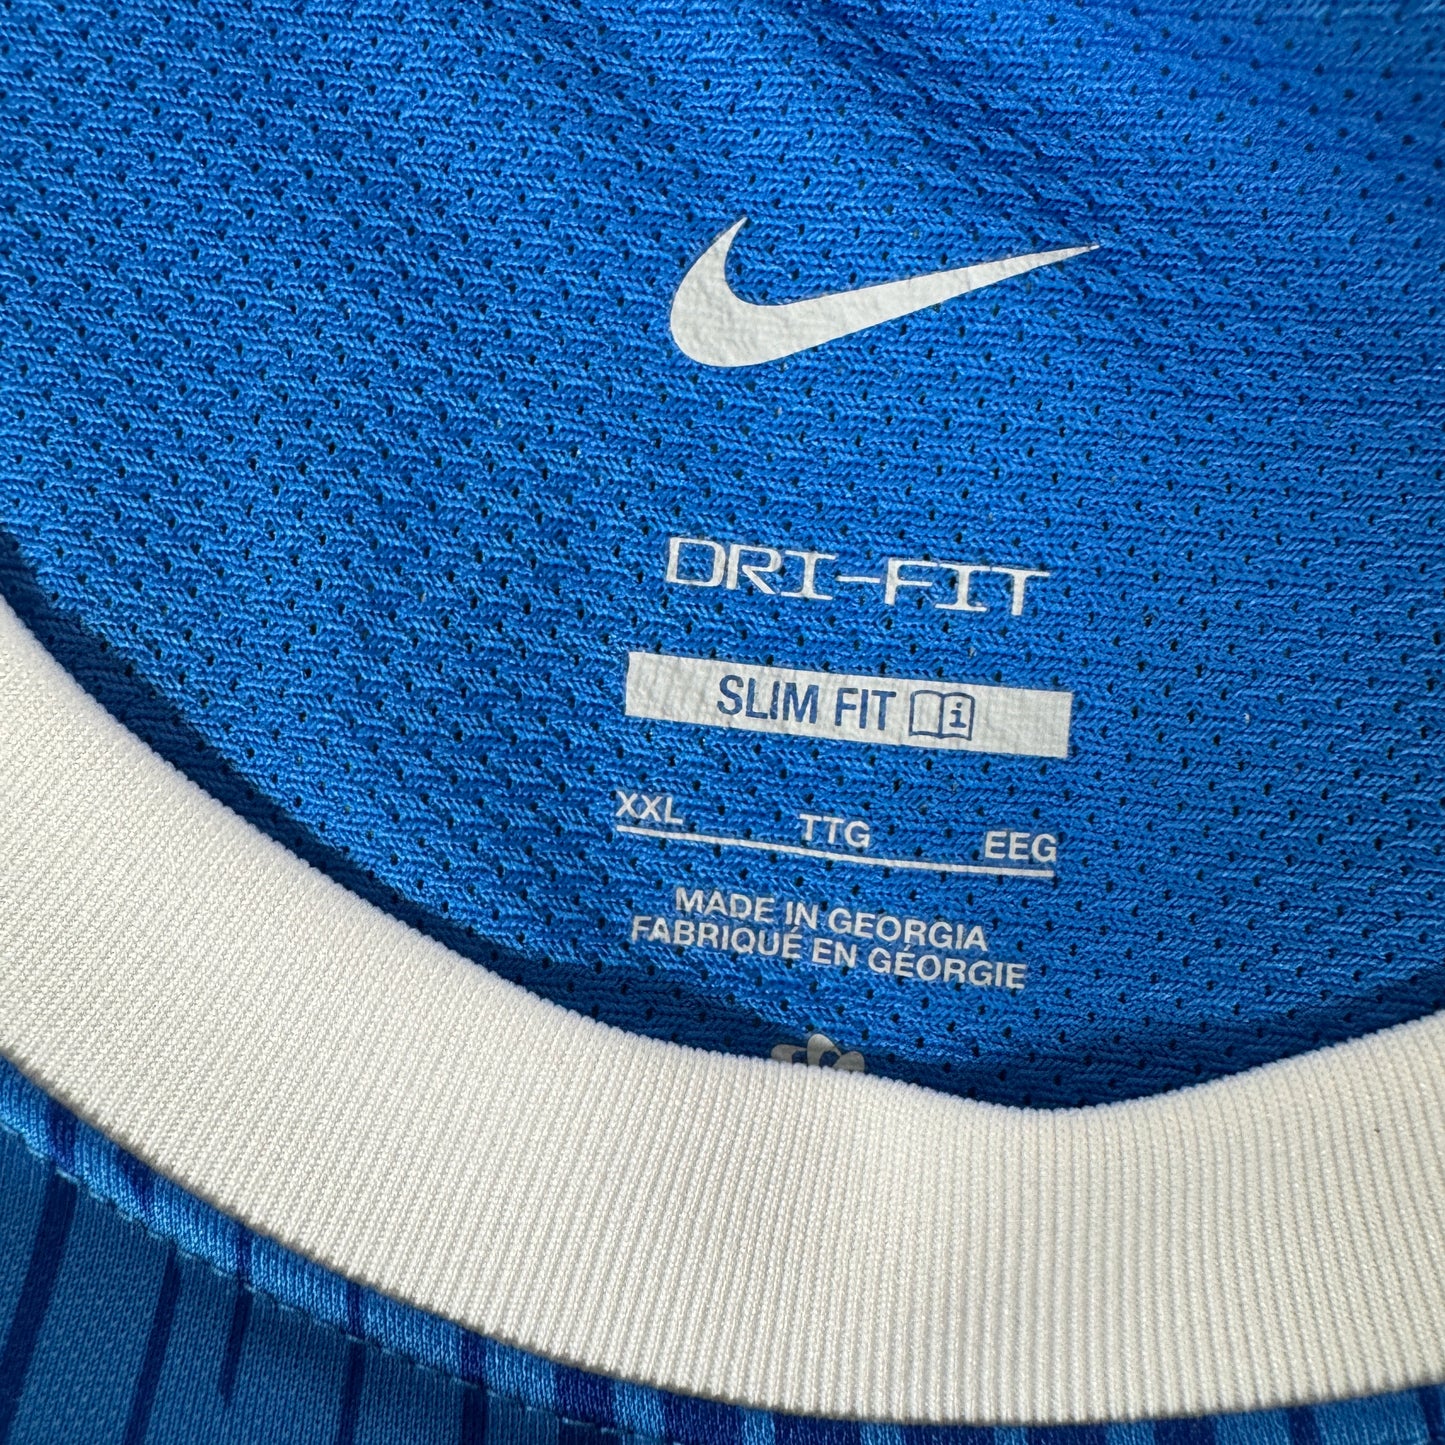 DRI-FIT
SLIM FIT i
XXL TTG EEG
MADE IN GEORGIA
FABRIQUÉ EN GÉORGIE